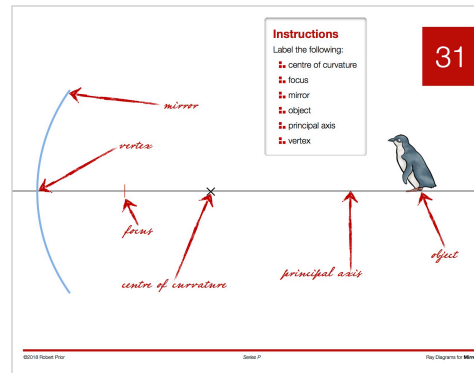 Instructions
Label the following:
centre of curvature
focus
mirror
object
principal axis
vertex
31
mirror
vertex
focus
centre of curvature
principal axis
object
©2018 Robert Prior
Series P
Ray Diagrams for Mirr